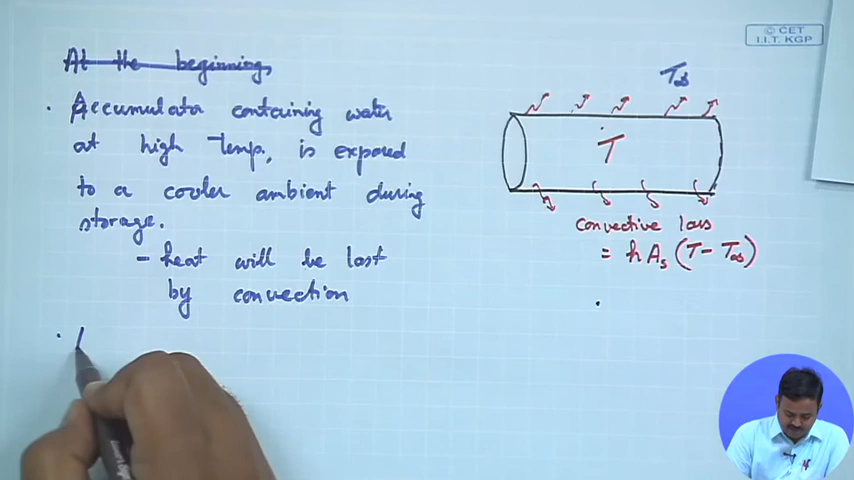 At the beginning,
. Accumulator containing water
at high Temp, is exposed
to a cooler ambient during
storage.
- heat will be lost
by convection
.
© CET
I.I.T. KGP
T∞
T
convective loss
= h As (T - T∞)